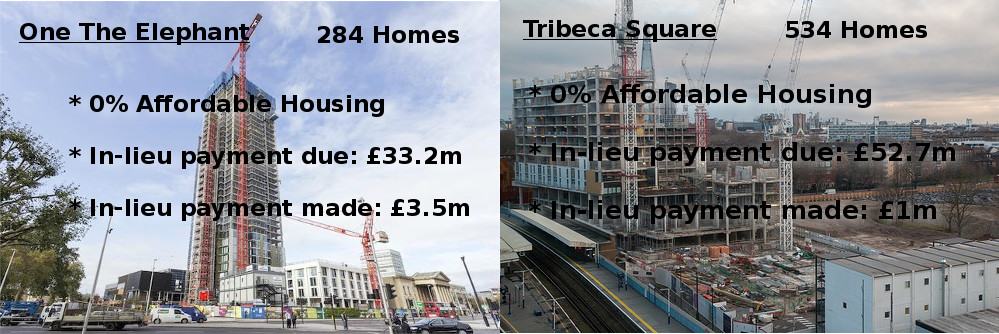 One The Elephant 284 Homes
* 0% Affordable Housing
* In-lieu payment due: £33.2m
* In-lieu payment made: £3.5m
Tribeca Square 534 Homes
* 0% Affordable Housing
* In-lieu payment due: £52.7m
* In-lieu payment made: £1m